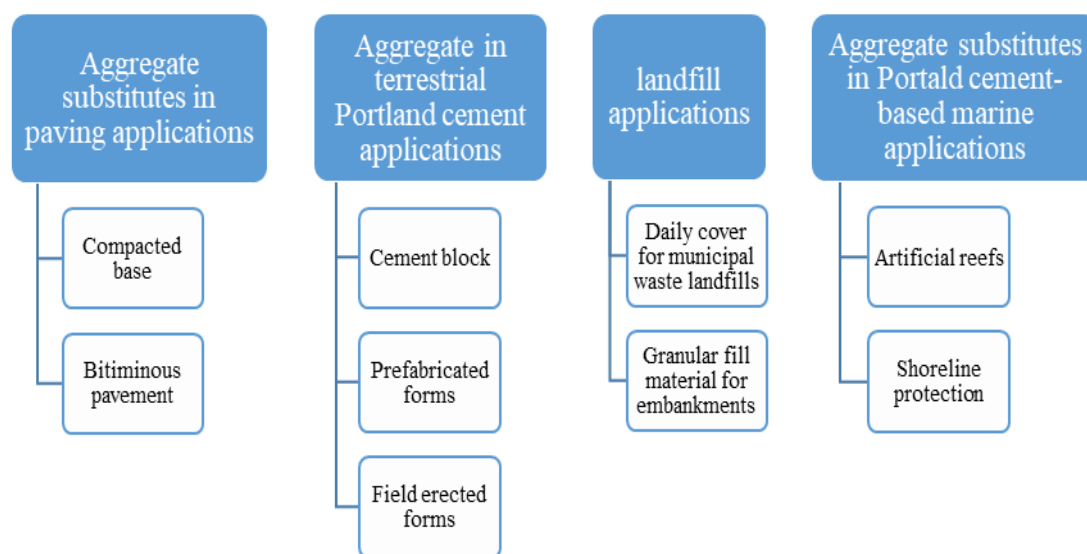 Aggregate
substitutes in
paving applications
Compacted
base
Bitiminous
pavement
Aggregate in
terrestrial
Portland cement
applications
Cement block
Prefabricated
forms
Field erected
forms
landfill
applications
Daily cover
for municipal
waste landfills
Granular fill
material for
embankments
Aggregate substitutes
in Portald cement-
based marine
applications
Artificial reefs
Shoreline
protection